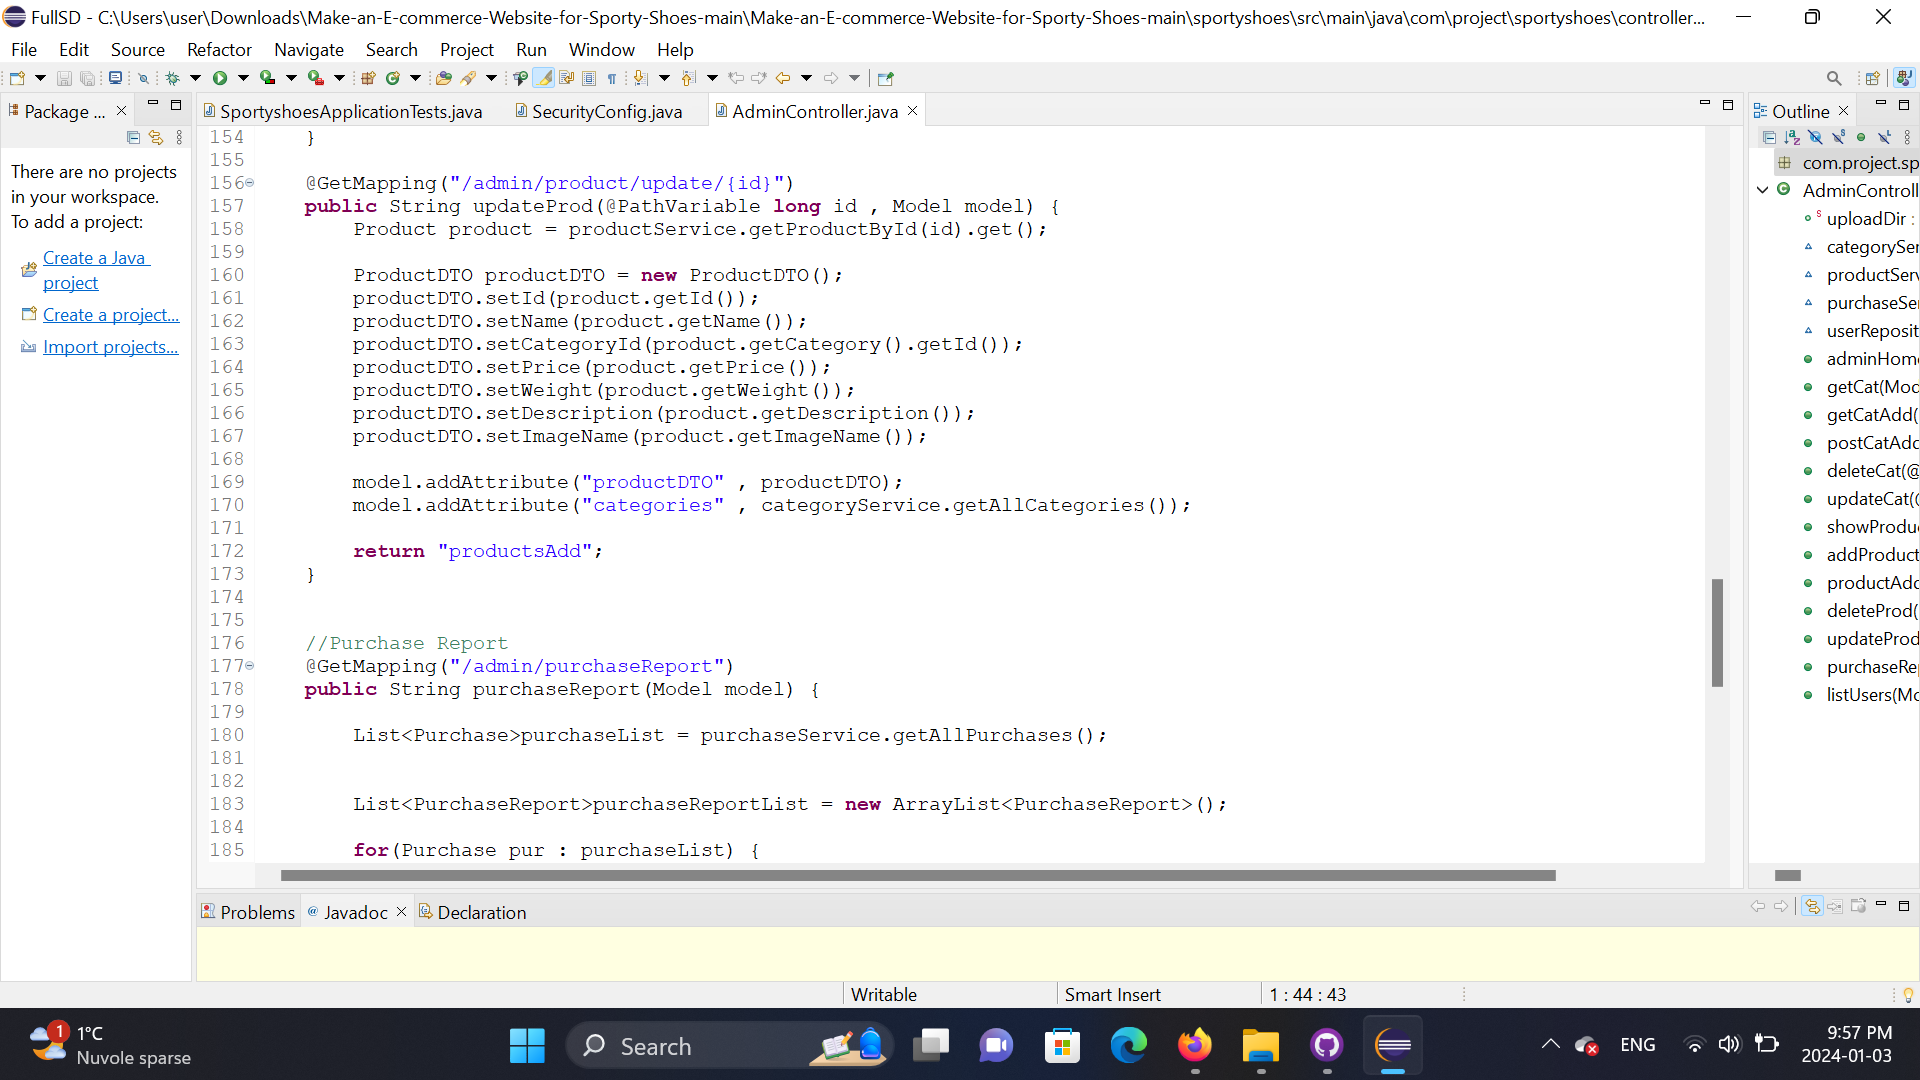 FullSD - C:\Users\user\Downloads\Make-an-E-commerce-Website-for-Sporty-Shoes-main\Make-an-E-commerce-Website-for-Sporty-Shoes-main\sportyshoes\src\main\java\com\project\sportyshoes\controller...
File Edit Source Refactor Navigate Search Project Run Window Help
Package ...
SportyshoesApplicationTests.java SecurityConfig.java AdminController.java
Outline
There are no projects
in your workspace.
To add a project:
Create a Java
project
Create a project...
Import projects...
154 }
155
156 @GetMapping("/admin/product/update/{id}")
157 public String updateProd(@PathVariable long id , Model model) {
158 Product product = productService.getProductById(id).get();
159
160 ProductDTO productDTO = new ProductDTO();
161 productDTO.setId(product.getId());
162 productDTO.setName(product.getName());
163 productDTO.setCategoryId(product.getCategory().getId());
164 productDTO.setPrice(product.getPrice());
165 productDTO.setWeight(product.getWeight());
166 productDTO.setDescription(product.getDescription());
167 productDTO.setImageName(product.getImageName());
168
169 model.addAttribute("productDTO" , productDTO);
170 model.addAttribute("categories" , categoryService.getAllCategories());
171
172 return "productsAdd";
173 }
174
175
176 //Purchase Report
177 @GetMapping("/admin/purchaseReport")
178 public String purchaseReport(Model model) {
179
180 List<Purchase>purchaseList = purchaseService.getAllPurchases();
181
182
183 List<PurchaseReport>purchaseReportList = new ArrayList<PurchaseReport>();
184
185 for(Purchase pur : purchaseList) {
com.project.sp
AdminControll
uploadDir :
categorySer
productServ
purchaseSer
userReposit
adminHome
getCat(Mod
getCatAdd(
postCatAdd
deleteCat(@
updateCat(@
showProdu
addProduct
productAdd
deleteProd(
updateProd
purchaseRe
listUsers(Mo
Problems @ Javadoc Declaration
Writable Smart Insert 1 : 44 : 43
1
1°C
Nuvole sparse
Search
ENG
9:57 PM
2024-01-03